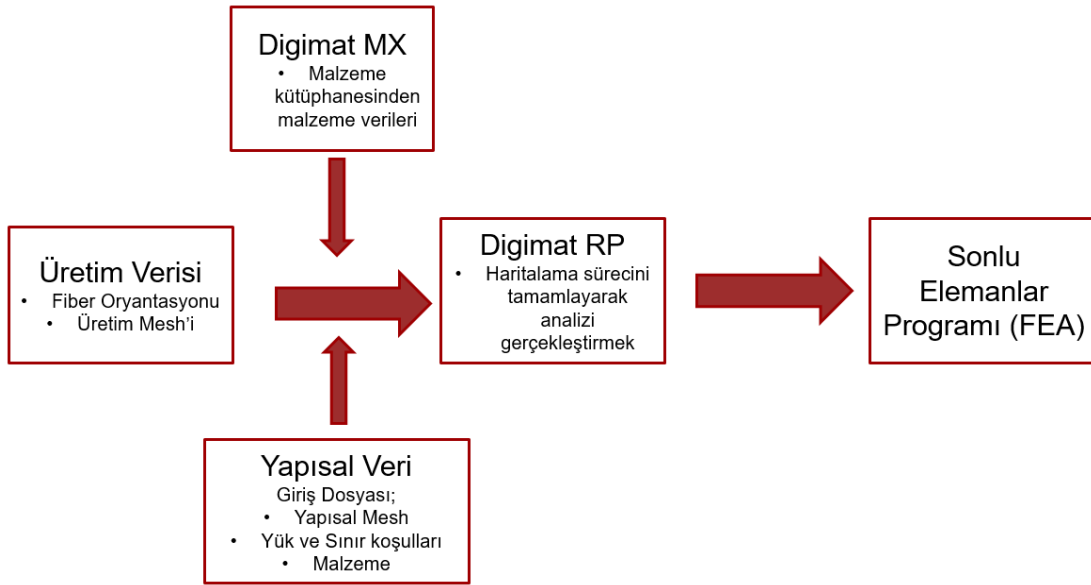 Digimat MX
• Malzeme
kütüphanesinden
malzeme verileri
Üretim Verisi
• Fiber Oryantasyonu
• Üretim Mesh’i
Digimat RP
• Haritalama sürecini
tamamlayarak
analizi
gerçekleştirmek
Sonlu
Elemanlar
Programı (FEA)
Yapısal Veri
Giriş Dosyası;
• Yapısal Mesh
• Yük ve Sınır koşulları
• Malzeme